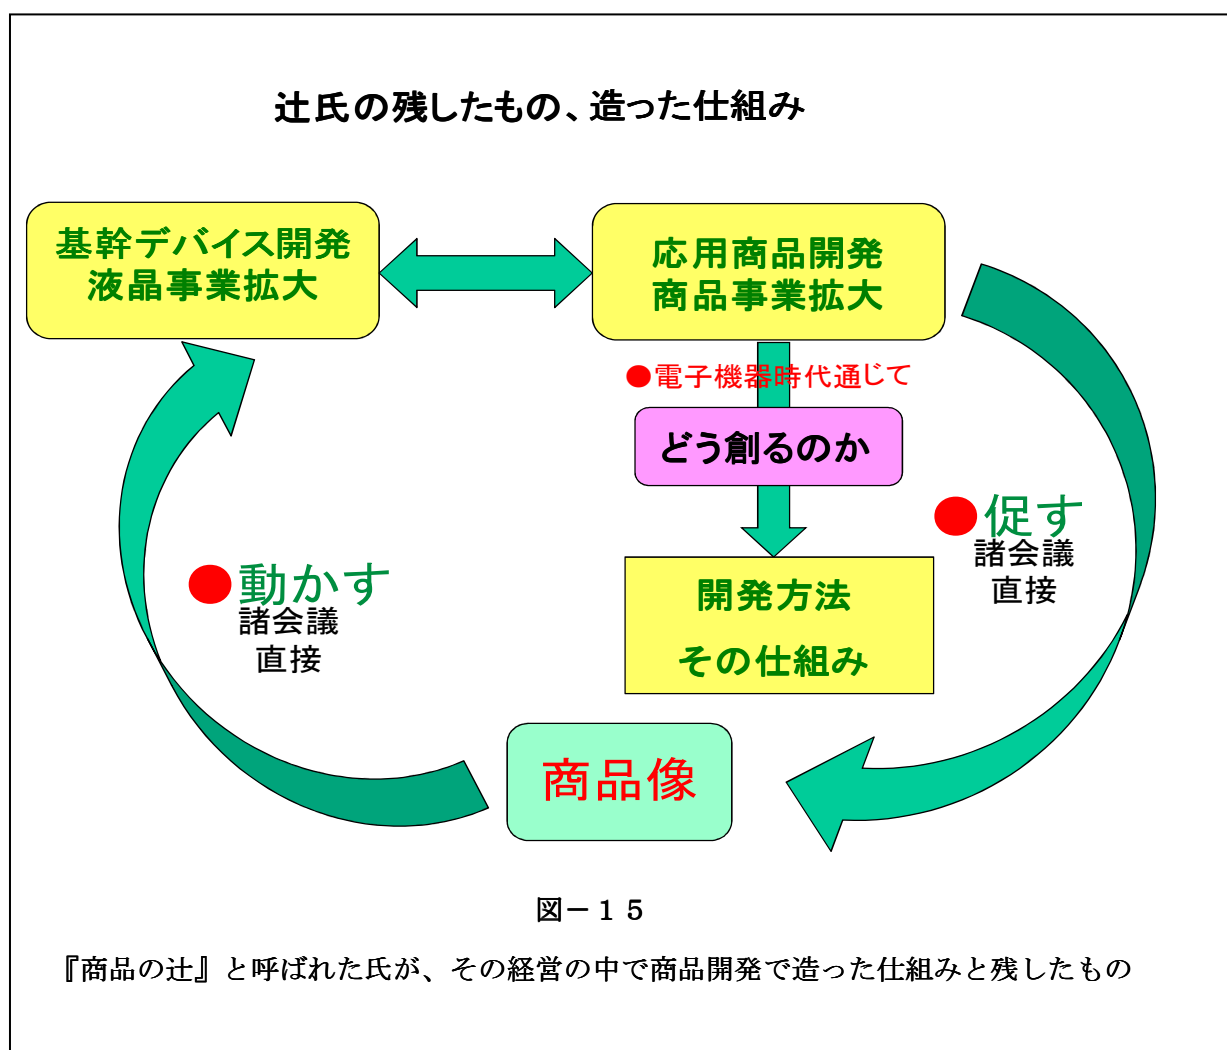 辻氏の残したもの、造った仕組み
基幹デバイス開発
液晶事業拡大
応用商品開発
商品事業拡大
●電子機器時代通じて
どう創るのか
●促す
諸会議
直接
開発方法
その仕組み
●動かす
諸会議
直接
商品像
図－１５
『商品の辻』と呼ばれた氏が、その経営の中で商品開発で造った仕組みと残したもの